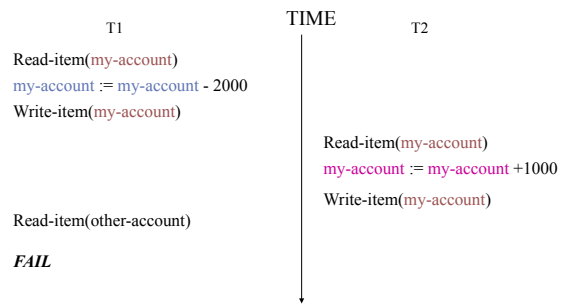 TIME
T1
T2
Read-item(my-account)
my-account := my-account - 2000
Write-item(my-account)
Read-item(my-account)
my-account := my-account +1000
Write-item(my-account)
Read-item(other-account)
FAIL